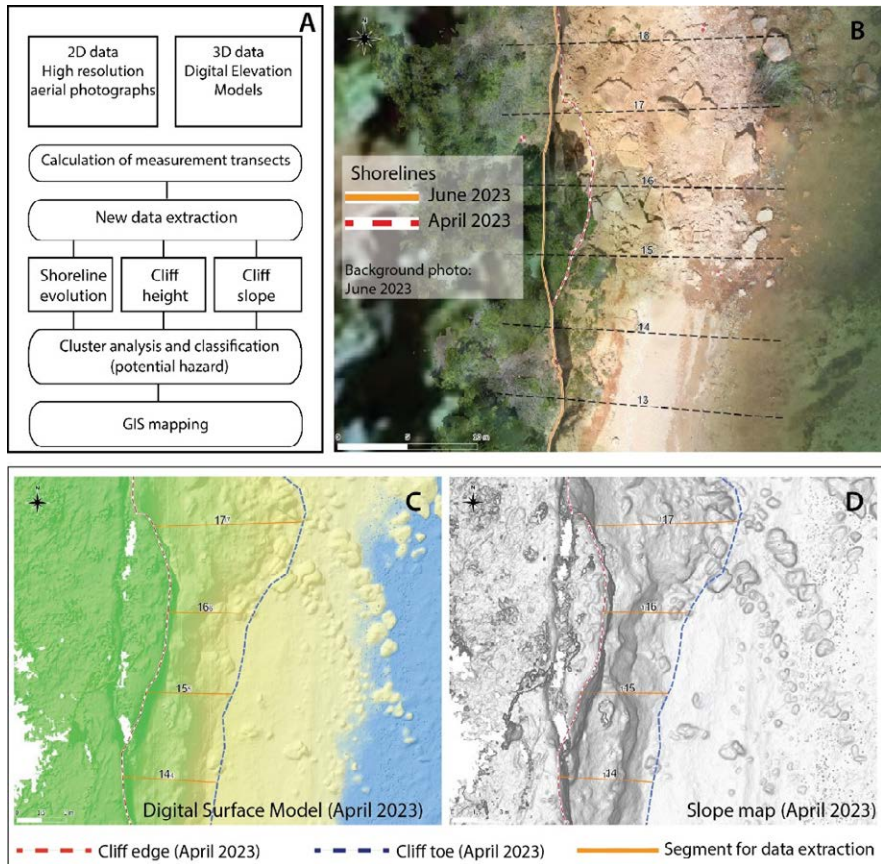 A
2D data
High resolution
aerial photographs
3D data
Digital Elevation
Models
Calculation of measurement transects
New data extraction
Shoreline
evolution
Cliff
height
Cliff
slope
Cluster analysis and classification
(potential hazard)
GIS mapping
B
18
17
16
15
14
13
Shorelines
June 2023
April 2023
Background photo:
June 2023
0 5 10 m
C
N
17
16
15
14
Digital Surface Model (April 2023)
D
N
17
16
15
14
Slope map (April 2023)
Cliff edge (April 2023)
Cliff toe (April 2023)
Segment for data extraction